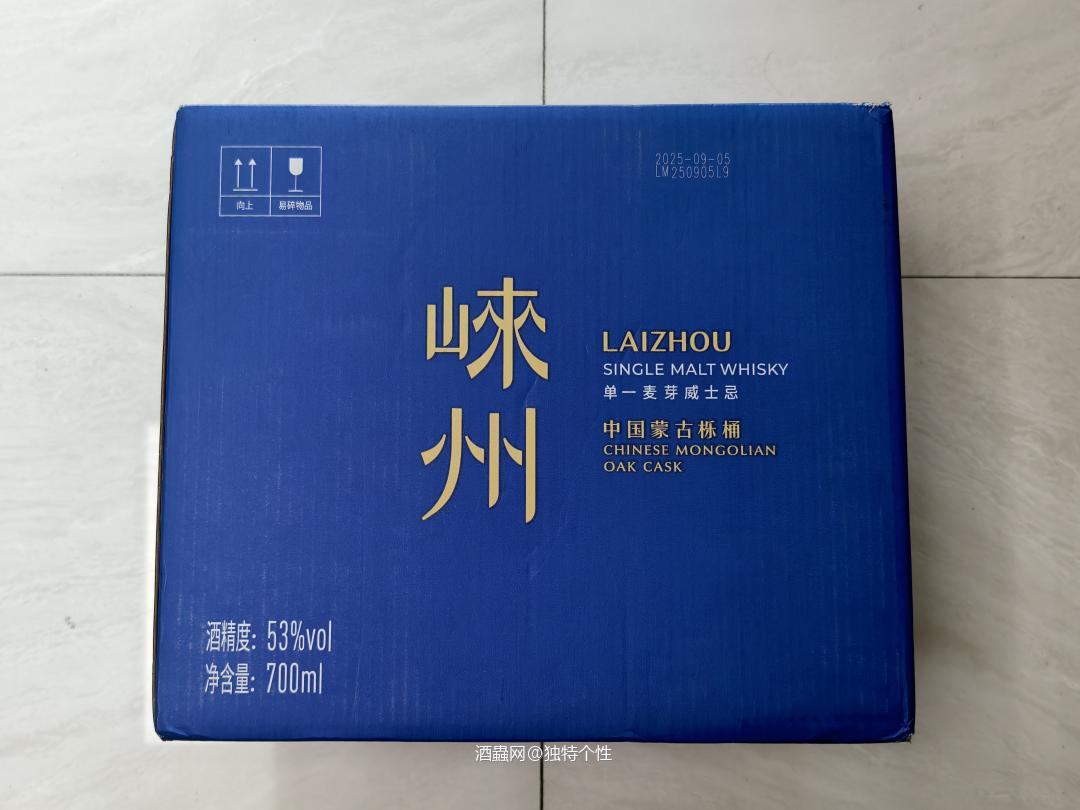 向上 易碎物品
2025-09-05
LM250905L9
崃州
LAIZHOU
SINGLE MALT WHISKY
单一麦芽威士忌
中国蒙古栎桶
CHINESE MONGOLIAN
OAK CASK
酒精度: 53%vol
净含量: 700ml
酒蟲网@独特个性